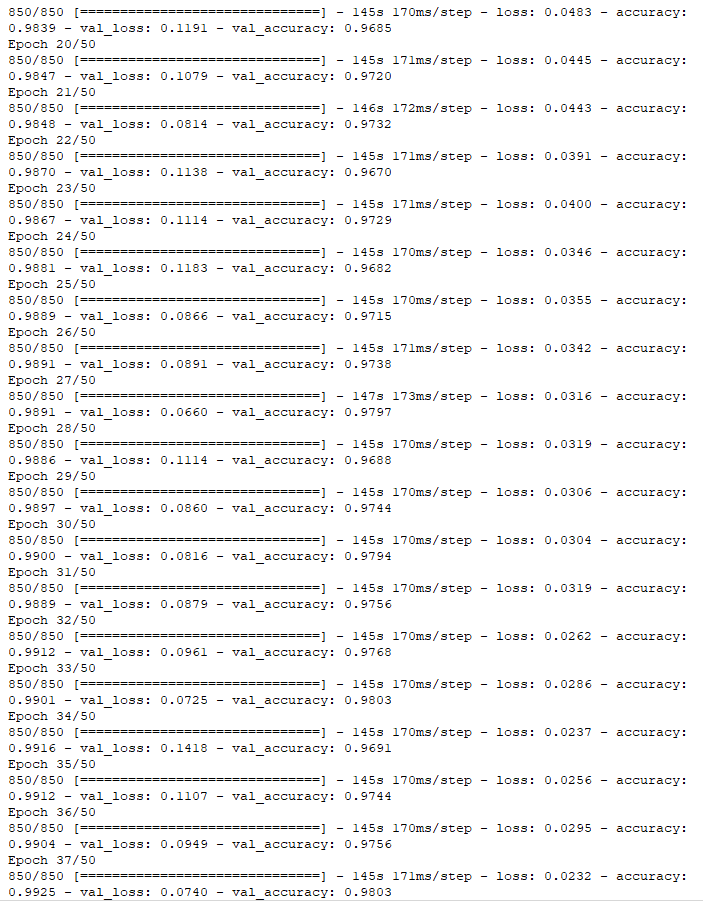 850/850 [==============================] - 145s 170ms/step - loss: 0.0483 - accuracy:
0.9839 - val_loss: 0.1191 - val_accuracy: 0.9685
Epoch 20/50
850/850 [==============================] - 145s 171ms/step - loss: 0.0445 - accuracy:
0.9847 - val_loss: 0.1079 - val_accuracy: 0.9720
Epoch 21/50
850/850 [==============================] - 146s 172ms/step - loss: 0.0443 - accuracy:
0.9848 - val_loss: 0.0814 - val_accuracy: 0.9732
Epoch 22/50
850/850 [==============================] - 145s 171ms/step - loss: 0.0391 - accuracy:
0.9870 - val_loss: 0.1138 - val_accuracy: 0.9670
Epoch 23/50
850/850 [==============================] - 145s 171ms/step - loss: 0.0400 - accuracy:
0.9867 - val_loss: 0.1114 - val_accuracy: 0.9729
Epoch 24/50
850/850 [==============================] - 145s 170ms/step - loss: 0.0346 - accuracy:
0.9881 - val_loss: 0.1183 - val_accuracy: 0.9682
Epoch 25/50
850/850 [==============================] - 145s 170ms/step - loss: 0.0355 - accuracy:
0.9889 - val_loss: 0.0866 - val_accuracy: 0.9715
Epoch 26/50
850/850 [==============================] - 145s 171ms/step - loss: 0.0342 - accuracy:
0.9891 - val_loss: 0.0891 - val_accuracy: 0.9738
Epoch 27/50
850/850 [==============================] - 147s 173ms/step - loss: 0.0316 - accuracy:
0.9891 - val_loss: 0.0660 - val_accuracy: 0.9797
Epoch 28/50
850/850 [==============================] - 145s 170ms/step - loss: 0.0319 - accuracy:
0.9886 - val_loss: 0.1114 - val_accuracy: 0.9688
Epoch 29/50
850/850 [==============================] - 145s 170ms/step - loss: 0.0306 - accuracy:
0.9897 - val_loss: 0.0860 - val_accuracy: 0.9744
Epoch 30/50
850/850 [==============================] - 145s 170ms/step - loss: 0.0304 - accuracy:
0.9900 - val_loss: 0.0816 - val_accuracy: 0.9794
Epoch 31/50
850/850 [==============================] - 145s 170ms/step - loss: 0.0319 - accuracy:
0.9889 - val_loss: 0.0879 - val_accuracy: 0.9756
Epoch 32/50
850/850 [==============================] - 145s 170ms/step - loss: 0.0262 - accuracy:
0.9912 - val_loss: 0.0961 - val_accuracy: 0.9768
Epoch 33/50
850/850 [==============================] - 145s 170ms/step - loss: 0.0286 - accuracy:
0.9901 - val_loss: 0.0725 - val_accuracy: 0.9803
Epoch 34/50
850/850 [==============================] - 145s 170ms/step - loss: 0.0237 - accuracy:
0.9916 - val_loss: 0.1418 - val_accuracy: 0.9691
Epoch 35/50
850/850 [==============================] - 145s 170ms/step - loss: 0.0256 - accuracy:
0.9912 - val_loss: 0.1107 - val_accuracy: 0.9744
Epoch 36/50
850/850 [==============================] - 145s 170ms/step - loss: 0.0295 - accuracy:
0.9904 - val_loss: 0.0949 - val_accuracy: 0.9756
Epoch 37/50
850/850 [==============================] - 145s 171ms/step - loss: 0.0232 - accuracy:
0.9925 - val_loss: 0.0740 - val_accuracy: 0.9803